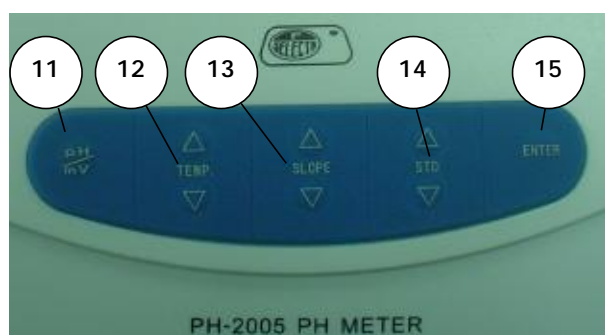 SELECTA
11 12 13 14 15
pH
mV
TEMP.
SLOPE
STD
ENTER
PH-2005 PH METER